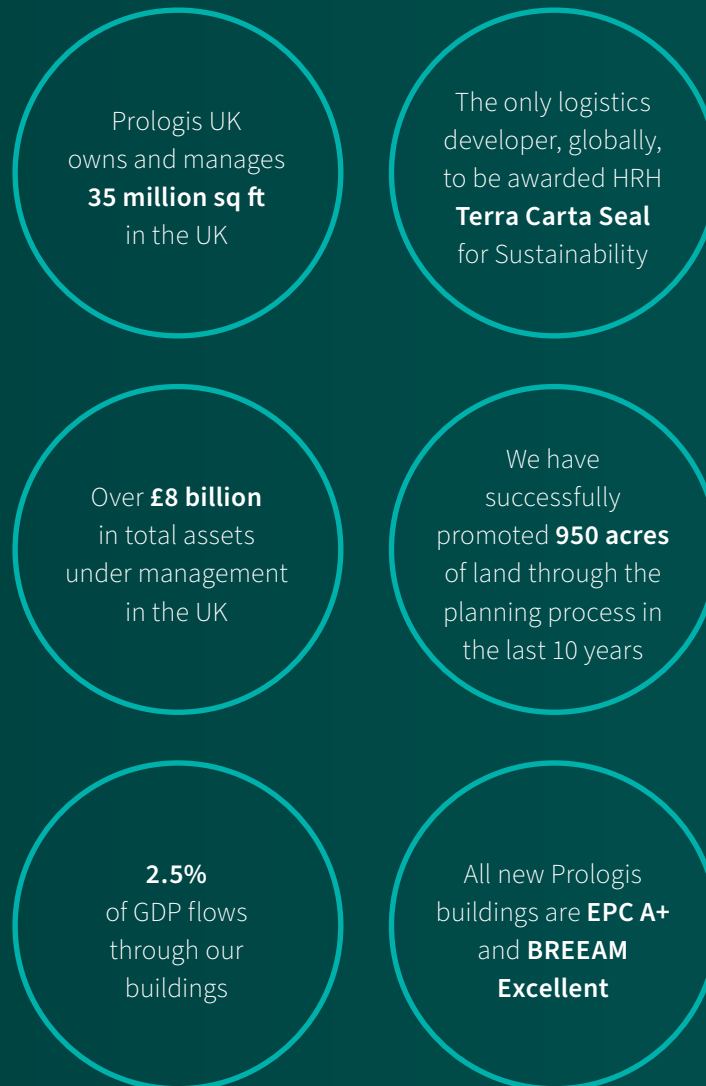 Prologis UK
owns and manages
35 million sq ft
in the UK
The only logistics
developer, globally,
to be awarded HRH
Terra Carta Seal
for Sustainability
Over £8 billion
in total assets
under management
in the UK
We have
successfully
promoted 950 acres
of land through the
planning process in
the last 10 years
2.5%
of GDP flows
through our
buildings
All new Prologis
buildings are EPC A+
and BREEAM
Excellent